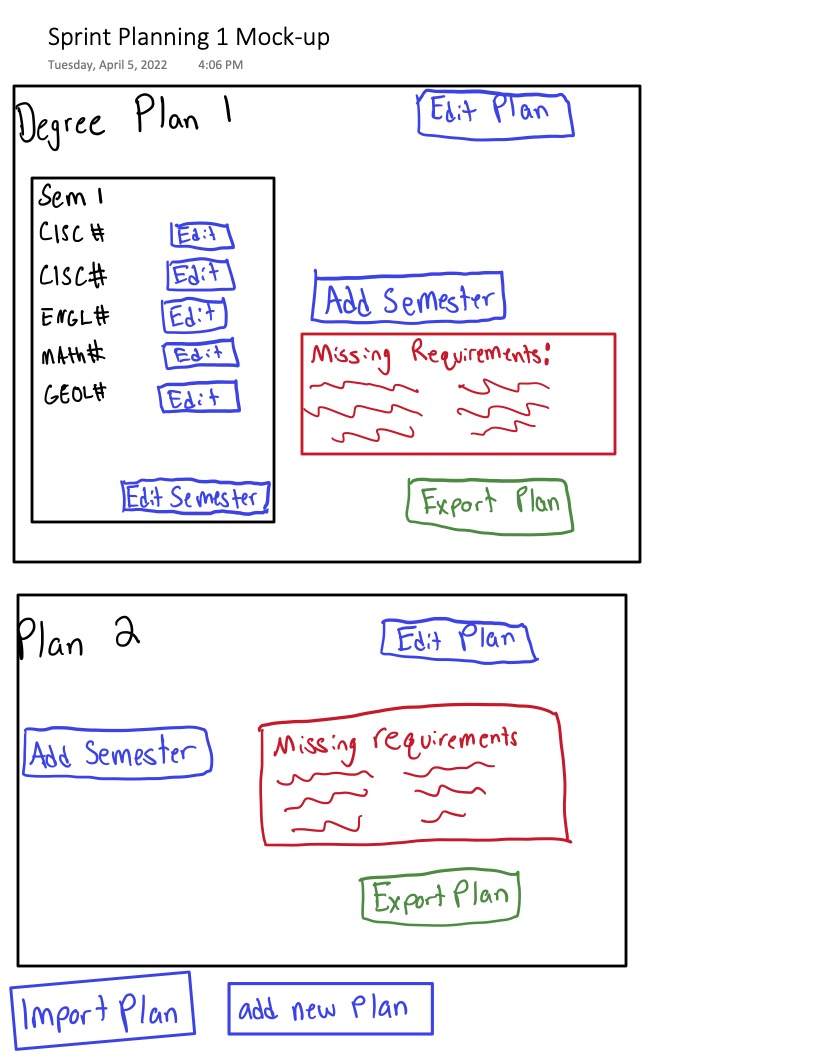 Sprint Planning 1 Mock-up
Tuesday, April 5, 2022 4:06 PM
Degree Plan 1
Edit Plan
Sem 1
CISC # Edit
CISC# Edit
ENGL# Edit
MAth# Edit
GEOL# Edit
Edit Semester
Add Semester
Missing Requirements:
Export Plan
Plan 2
Edit Plan
Add Semester
Missing requirements
Export Plan
Import Plan
add new Plan